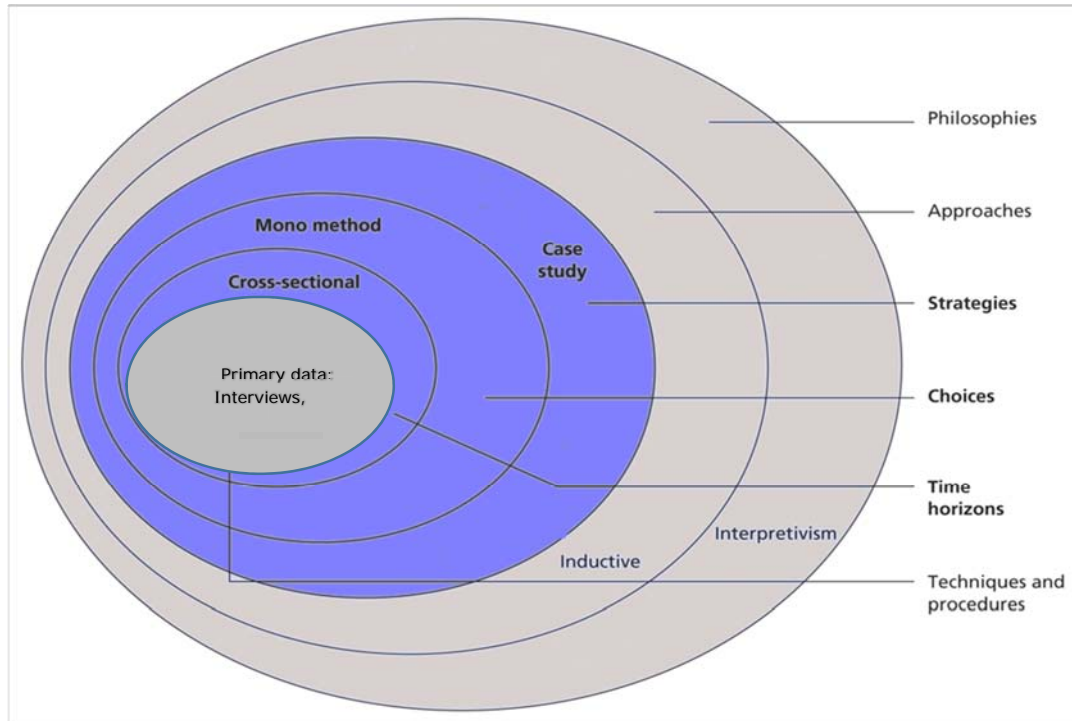 Philosophies
Approaches
Mono method
Case
study
Cross-sectional
Strategies
Primary data:
Interviews,
Choices
Time
horizons
Interpretivism
Inductive
Techniques and
procedures